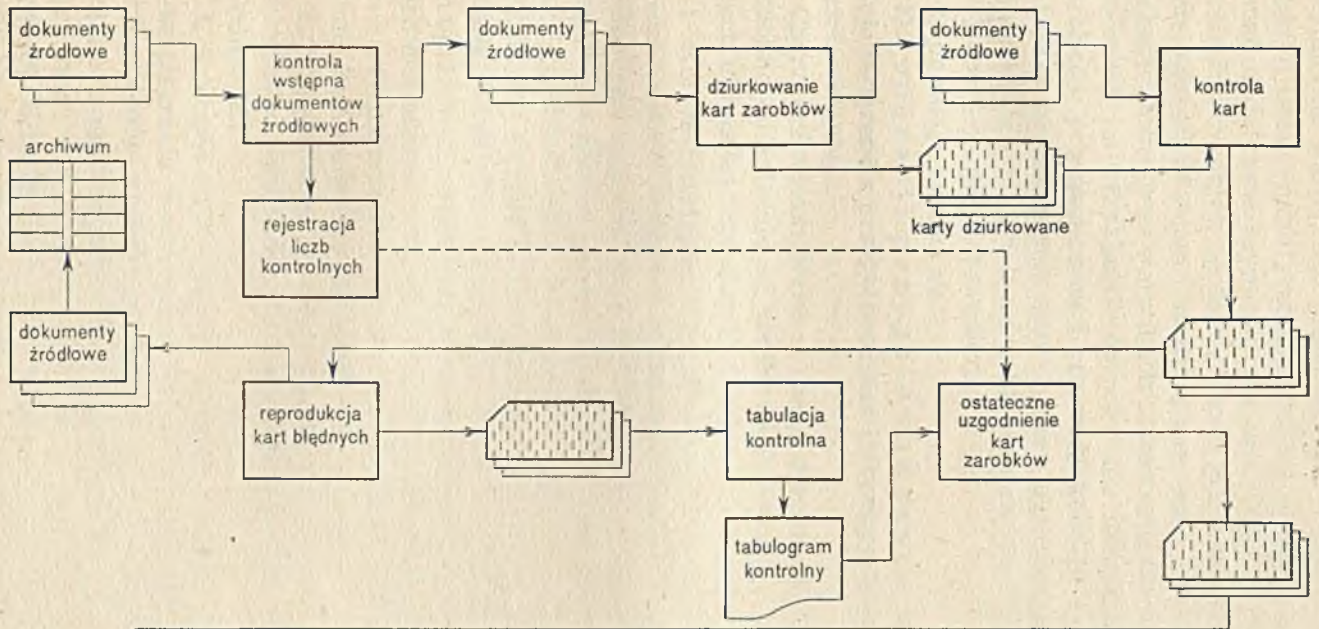 dokumenty
źródłowe
kontrola
wstępna
dokumentów
źródłowych
dokumenty
źródłowe
dziurkowanie
kart zarobków
dokumenty
źródłowe
kontrola
kart
archiwum
rejestracja
liczb
kontrolnych
karty dziurkowane
dokumenty
źródłowe
reprodukcja
kart błędnych
tabulacja
kontrolna
ostateczne
uzgodnienie
kart
zarobków
tabulogram
kontrolny